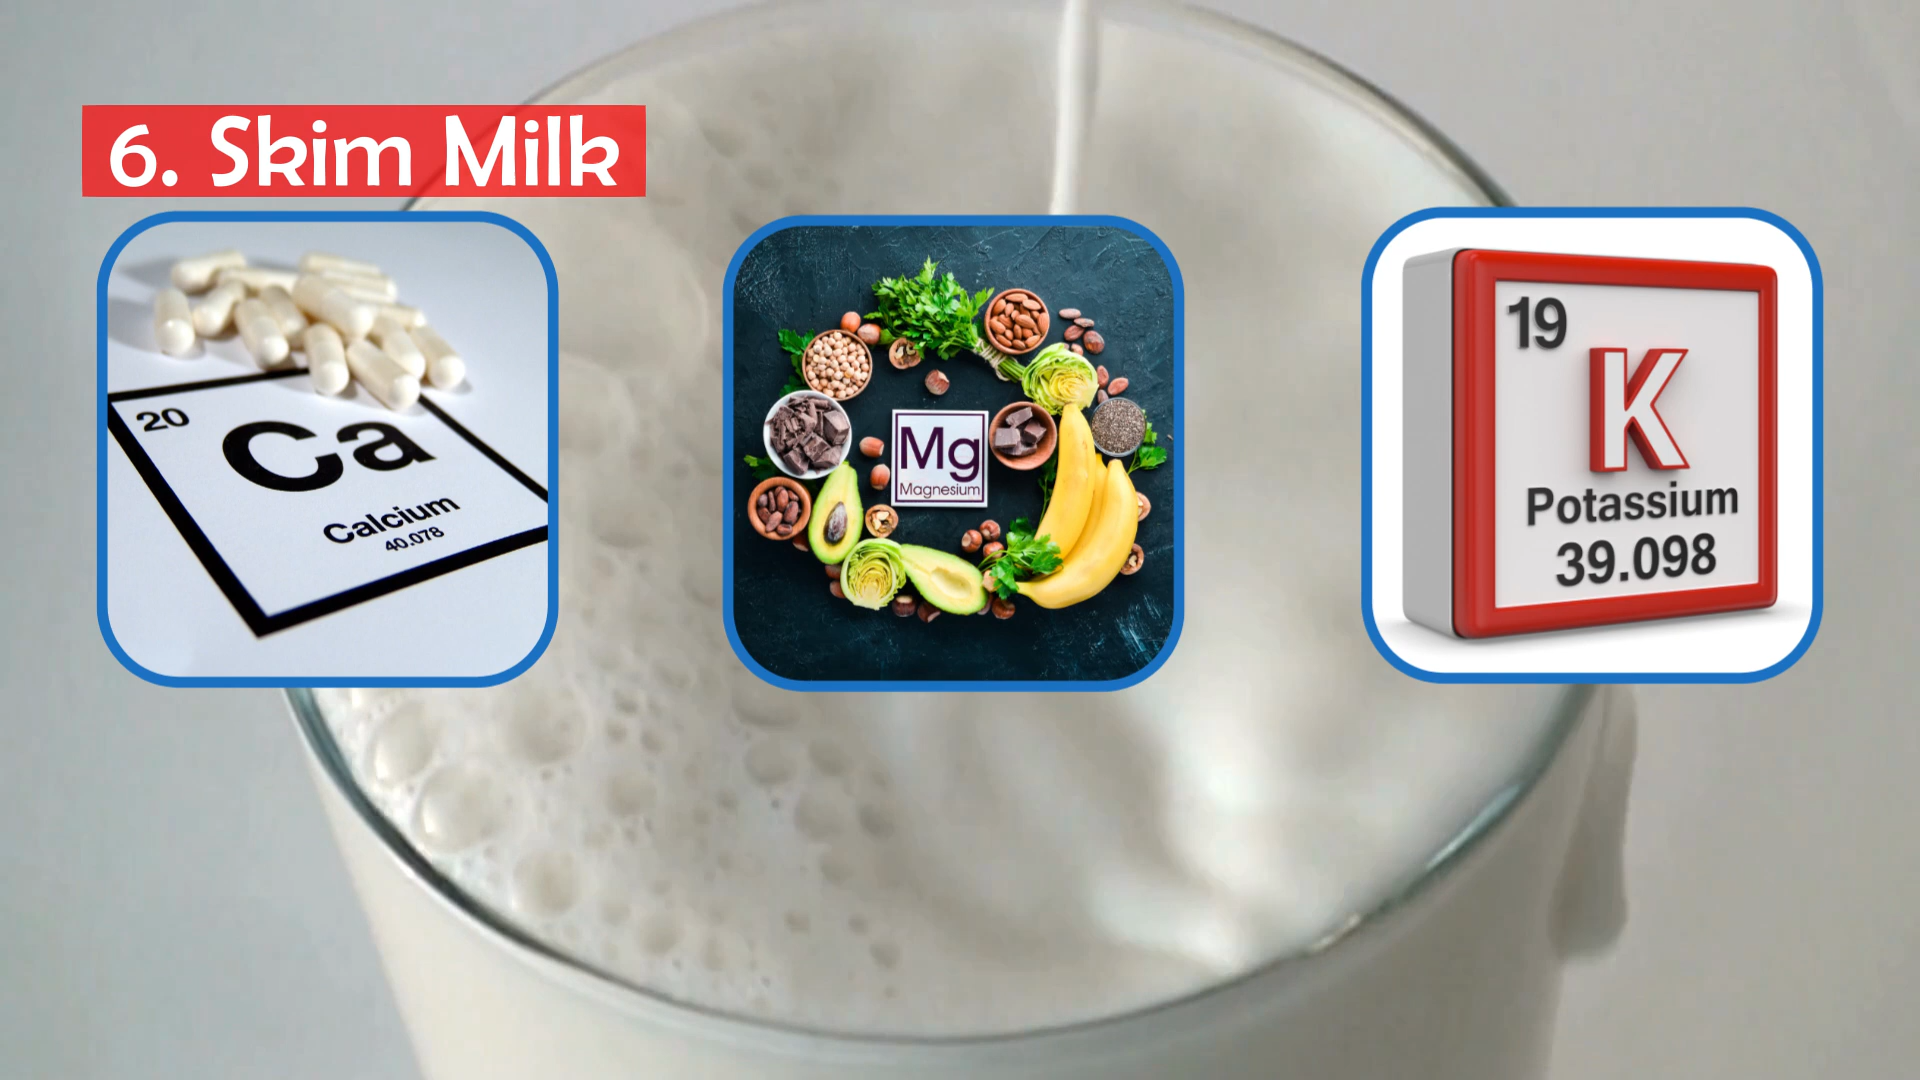 6. Skim Milk
20
Ca
Calcium
40.078
Mg
Magnesium
19
K
Potassium
39.098